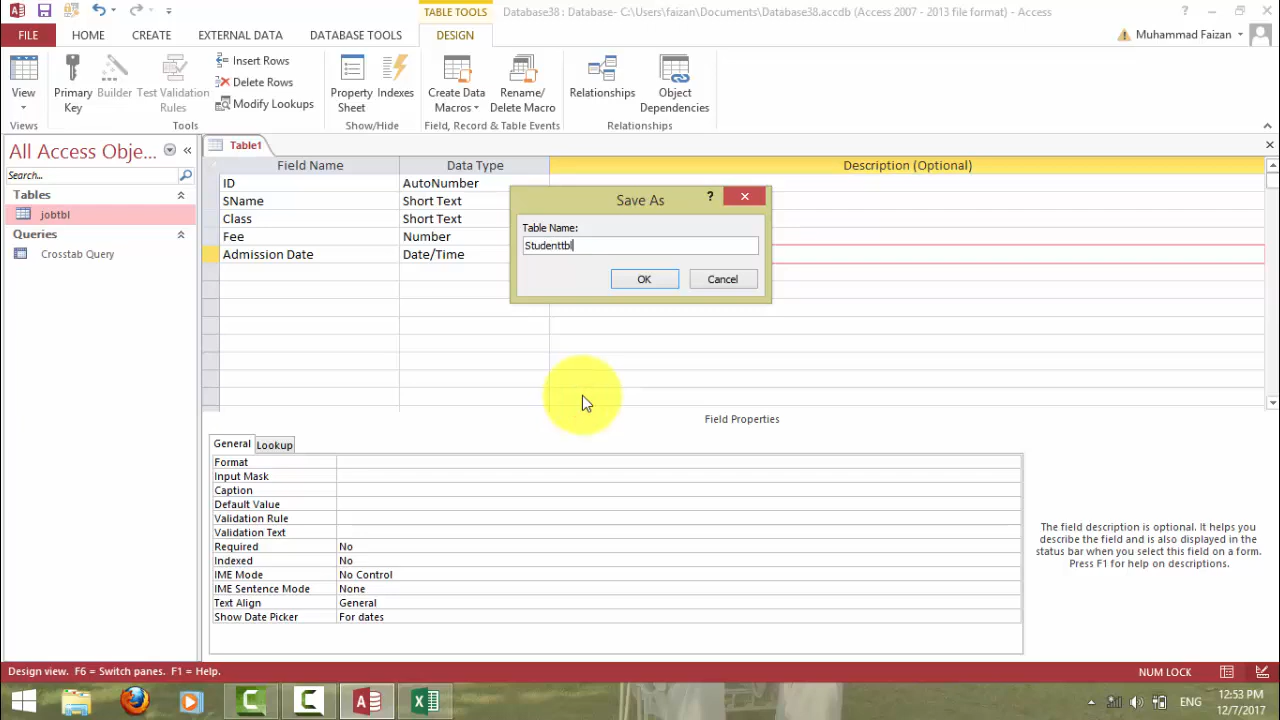 TABLE TOOLS
Database38 : Database- C:\Users\faizan\Documents\Database38.accdb (Access 2007 - 2013 file format) - Access
?
FILE HOME CREATE EXTERNAL DATA DATABASE TOOLS DESIGN Muhammad Faizan
View
Primary Key
Builder
Test Validation Rules
Insert Rows
Delete Rows
Modify Lookups
Property Sheet
Indexes
Create Data Macros
Rename/ Delete Macro
Relationships
Object Dependencies
Views Tools Show/Hide Field, Record & Table Events Relationships
All Access Obje...
Search...
Tables
jobtbl
Queries
Crosstab Query
Table1
Field Name Data Type Description (Optional)
ID AutoNumber
SName Short Text
Class Short Text
Fee Number
Admission Date Date/Time
Save As ?
Table Name:
Studenttbl
OK Cancel
Field Properties
General Lookup
Format
Input Mask
Caption
Default Value
Validation Rule
Validation Text
Required No
Indexed No
IME Mode No Control
IME Sentence Mode None
Text Align General
Show Date Picker For dates
The field description is optional. It helps you
describe the field and is also displayed in the
status bar when you select this field on a form.
Press F1 for help on descriptions.
Design view. F6 = Switch panes. F1 = Help. NUM LOCK
ENG
12:53 PM
12/7/2017